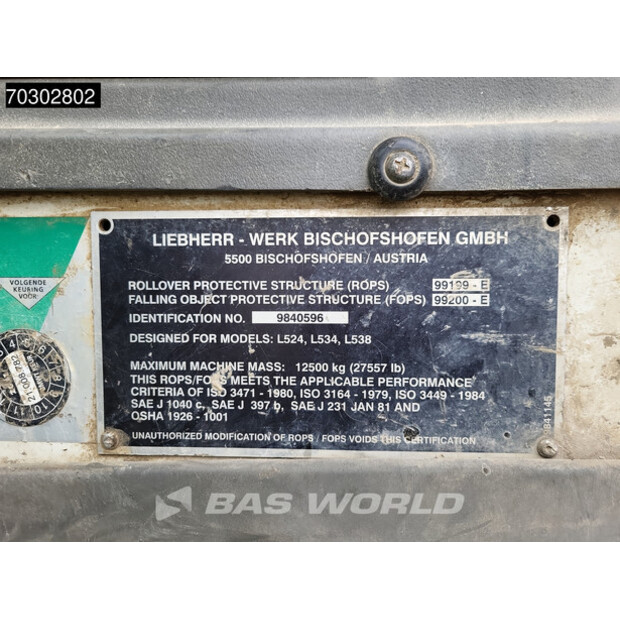 70302802
LIEBHERR - WERK BISCHOFSHOFEN GMBH
5500 BISCHOFSHOFEN / AUSTRIA
ROLLOVER PROTECTIVE STRUCTURE (ROPS) 99199 - E
FALLING OBJECT PROTECTIVE STRUCTURE (FOPS) 99200 - E
IDENTIFICATION NO. 9840596
DESIGNED FOR MODELS: L524, L534, L538
MAXIMUM MACHINE MASS: 12500 kg (27557 lb)
THIS ROPS/FOPS MEETS THE APPLICABLE PERFORMANCE
CRITERIA OF ISO 3471 - 1980, ISO 3164 - 1979, ISO 3449 - 1984
SAE J 1040 c, SAE J 397 b, SAE J 231 JAN 81 AND
OSHA 1926 - 1001
UNAUTHORIZED MODIFICATION OF ROPS / FOPS VOIDS THIS CERTIFICATION
VOLGENDE
KEURING
VOOR:
BAS WORLD